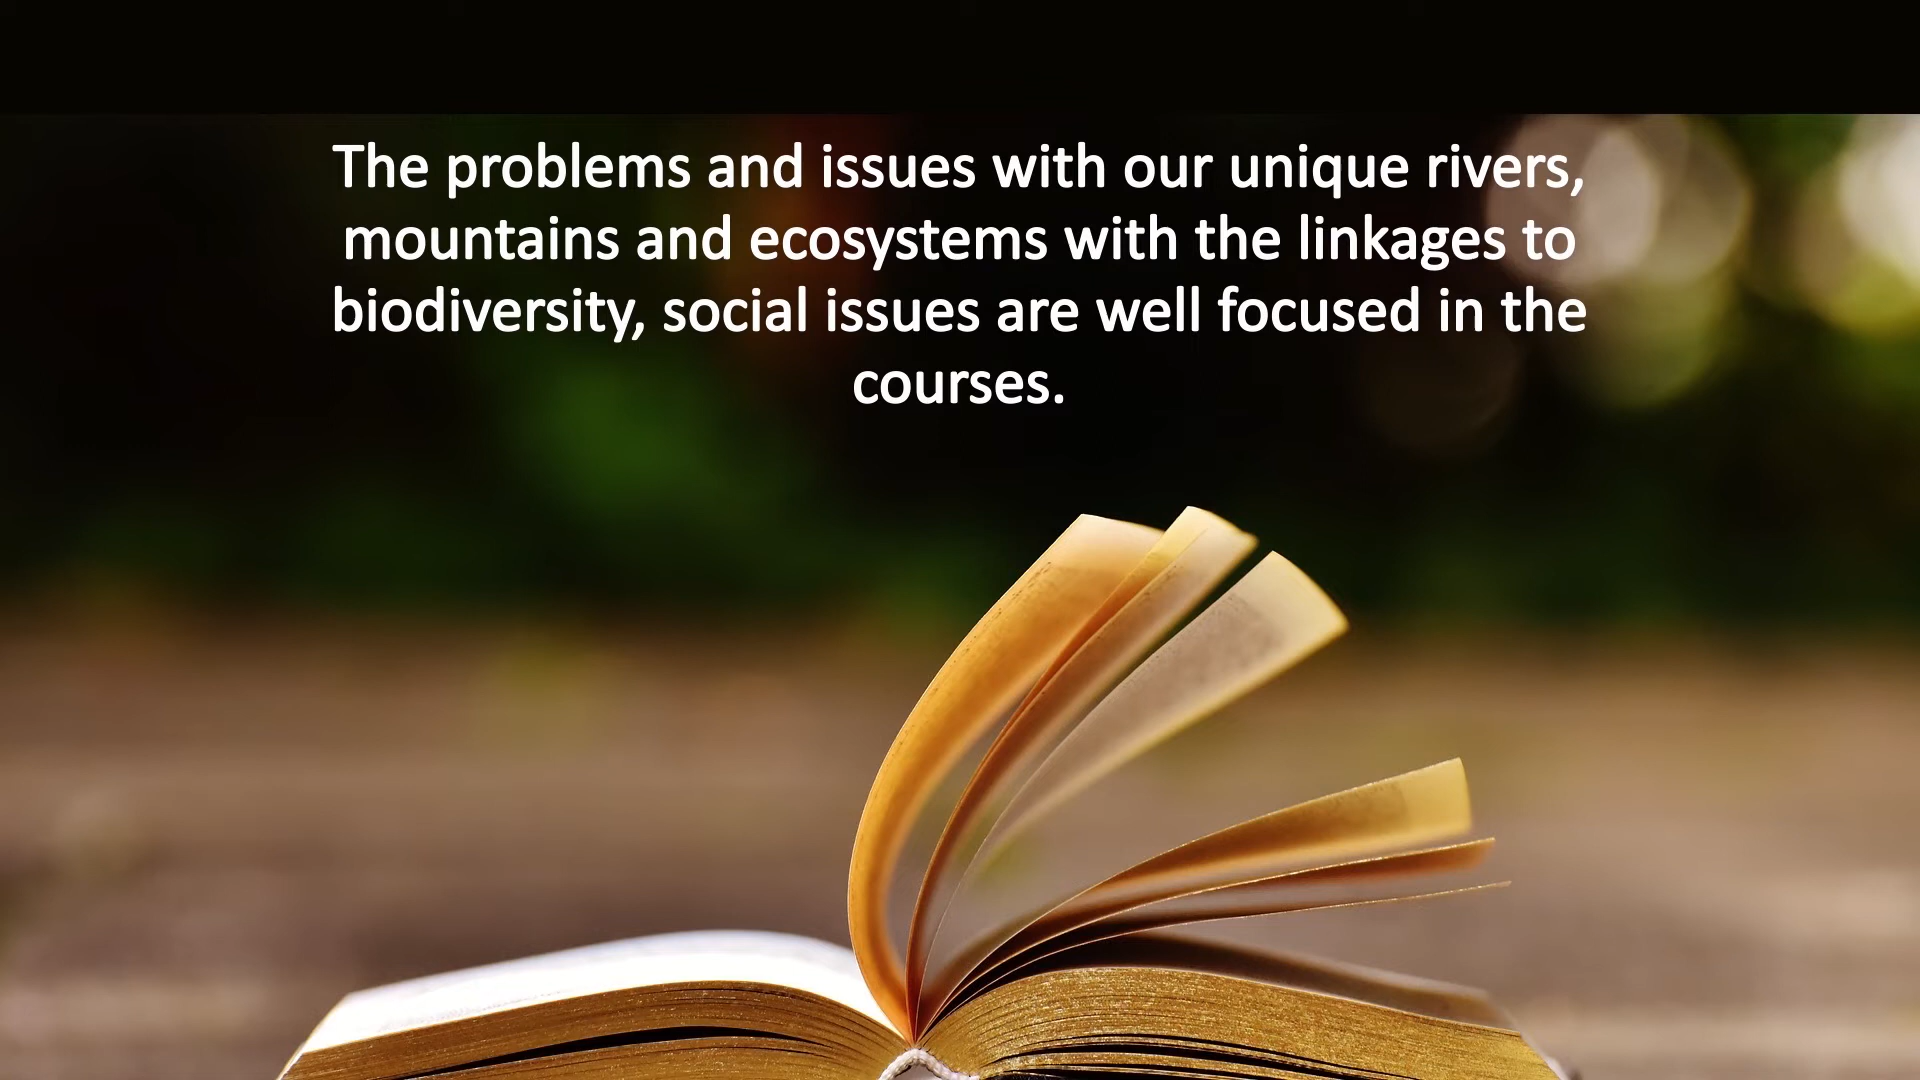 The problems and issues with our unique rivers,
mountains and ecosystems with the linkages to
biodiversity, social issues are well focused in the
courses.